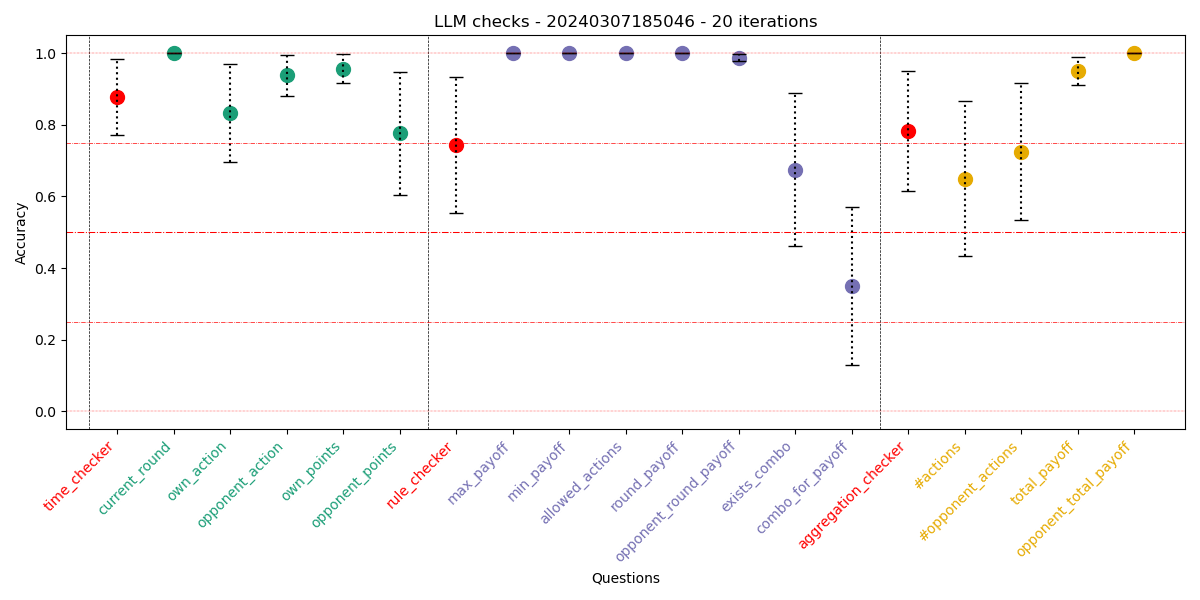 LLM checks - 20240307185046 - 20 iterations
1.0
0.8
0.6
0.4
0.2
0.0
Accuracy
time_checker
current_round
own_action
opponent_action
own_points
opponent_points
rule_checker
max_payoff
min_payoff
allowed_actions
round_payoff
opponent_round_payoff
exists_combo
combo_for_payoff
aggregation_checker
#actions
#opponent_actions
total_payoff
opponent_total_payoff
Questions